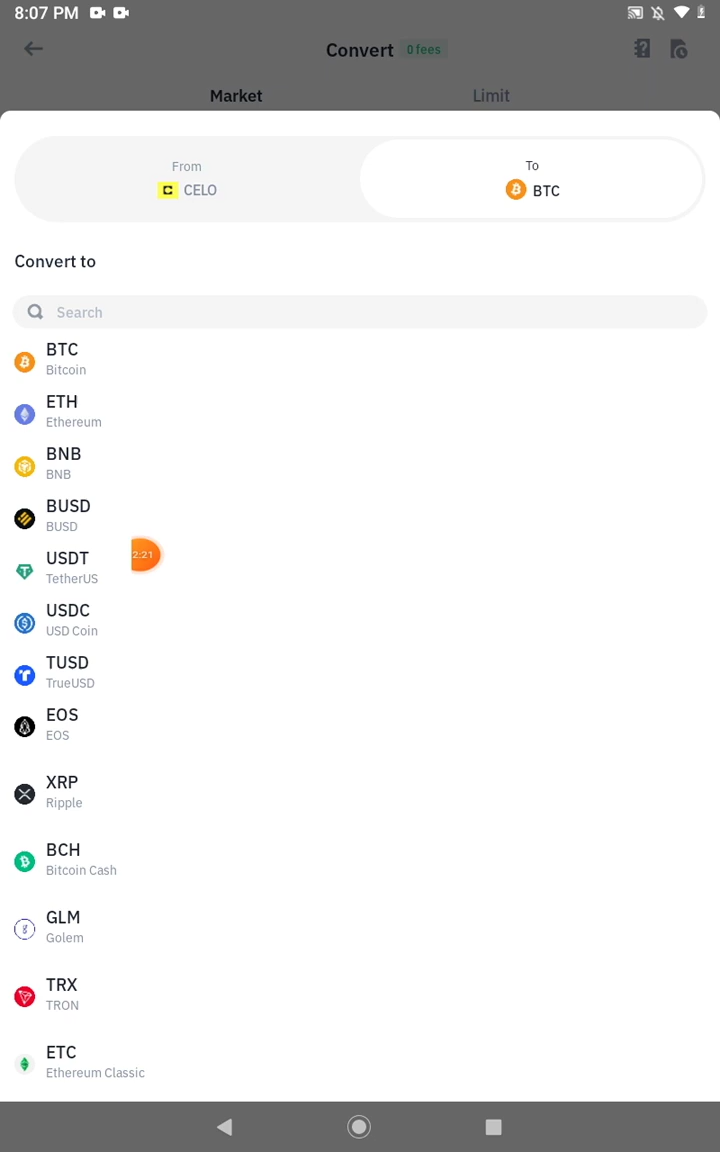 8:07 PM
Convert 0 fees
Market Limit
From To
CELO BTC
Convert to
Search
BTC
Bitcoin
ETH
Ethereum
BNB
BNB
BUSD
BUSD
2:21
USDT
TetherUS
USDC
USD Coin
TUSD
TrueUSD
EOS
EOS
XRP
Ripple
BCH
Bitcoin Cash
GLM
Golem
TRX
TRON
ETC
Ethereum Classic